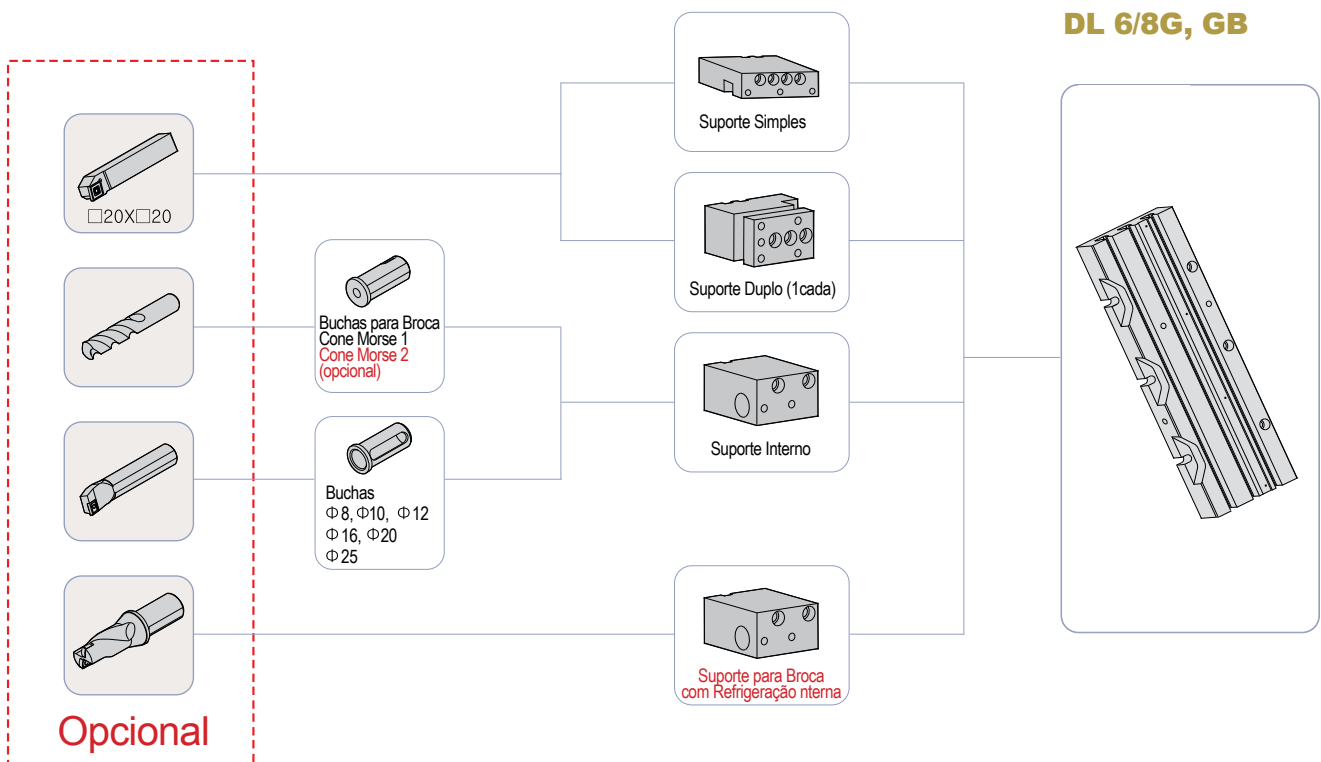 DL 6/8G, GB
□20X□20
Opcional
Buchas para Broca
Cone Morse 1
Cone Morse 2
(opcional)
Buchas
Φ8, Φ10, Φ12
Φ16, Φ20
Φ25
Suporte Simples
Suporte Duplo (1cada)
Suporte Interno
Suporte para Broca
com Refrigeração nterna